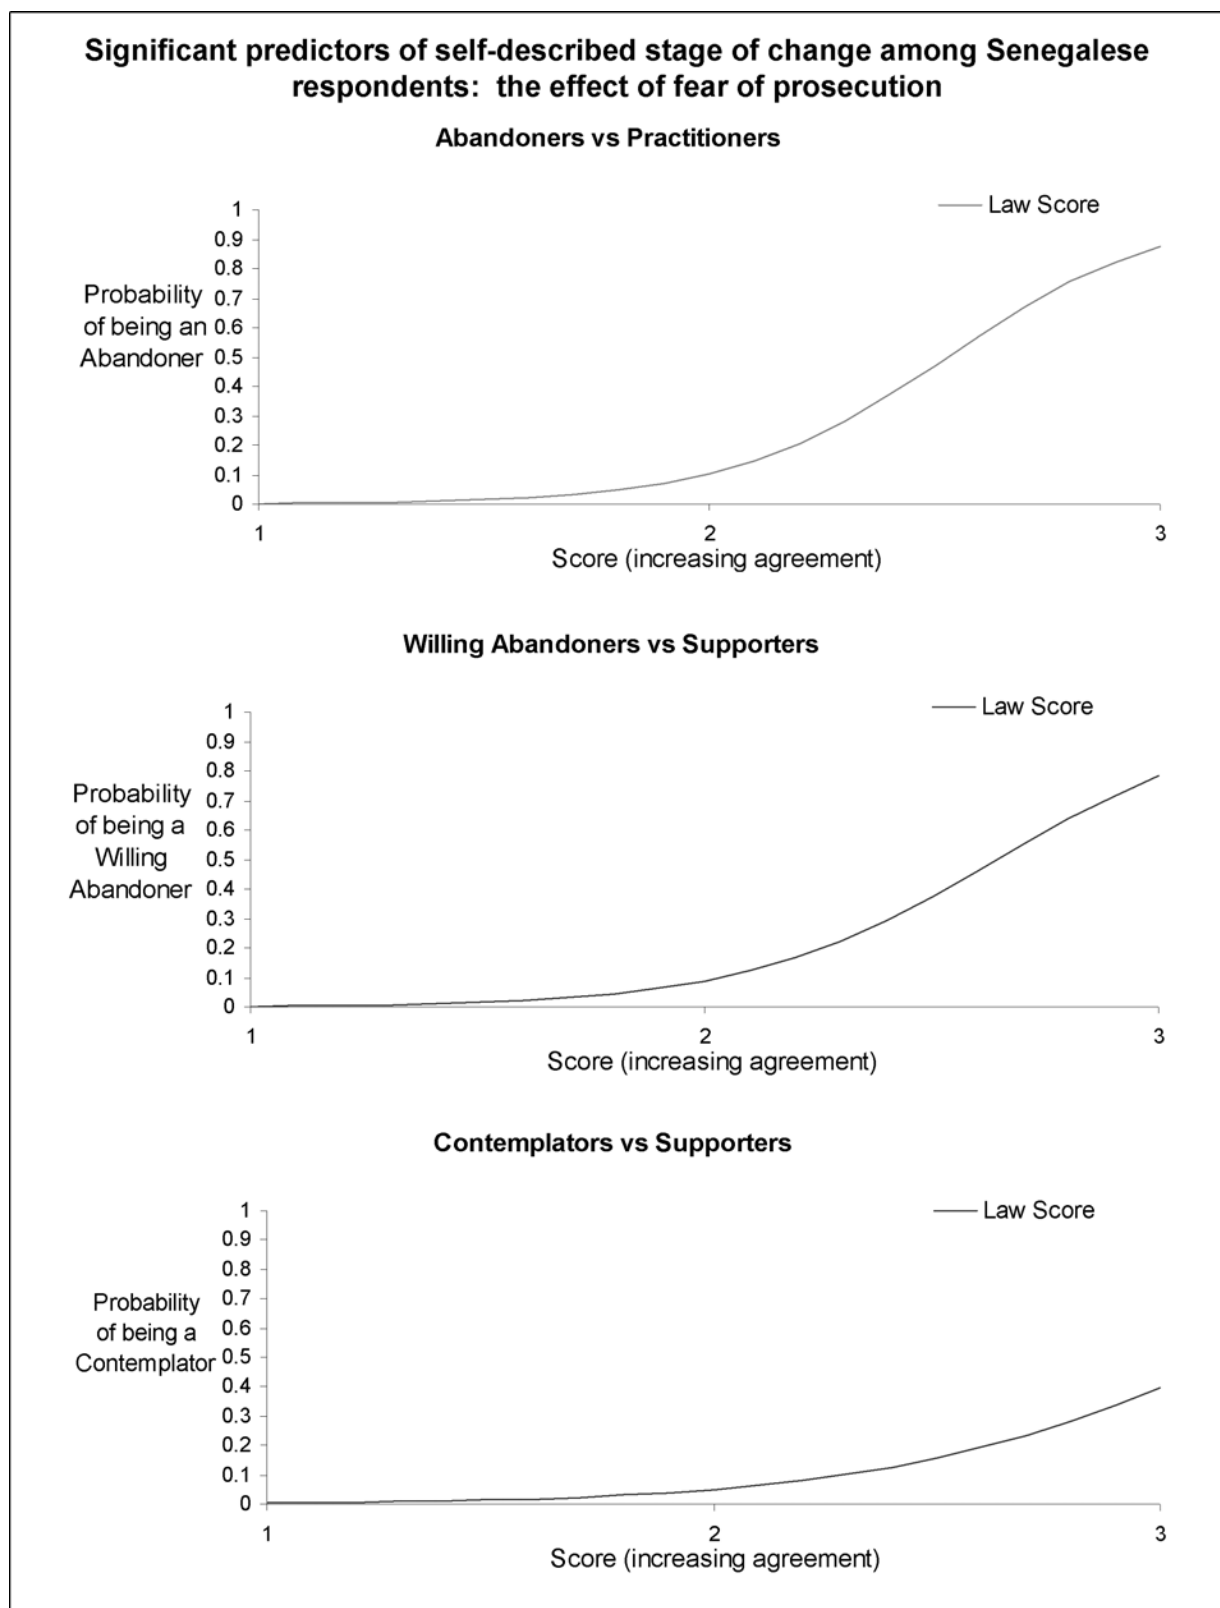 Significant predictors of self-described stage of change among Senegalese
respondents: the effect of fear of prosecution
Abandoners vs Practitioners
Law Score
1
0.9
0.8
0.7
0.6
0.5
0.4
0.3
0.2
0.1
0
Probability
of being an
Abandoner
1
2
3
Score (increasing agreement)
Willing Abandoners vs Supporters
Law Score
1
0.9
0.8
0.7
0.6
0.5
0.4
0.3
0.2
0.1
0
Probability
of being a
Willing
Abandoner
1
2
3
Score (increasing agreement)
Contemplators vs Supporters
Law Score
1
0.9
0.8
0.7
0.6
0.5
0.4
0.3
0.2
0.1
0
Probability
of being a
Contemplator
1
2
3
Score (increasing agreement)